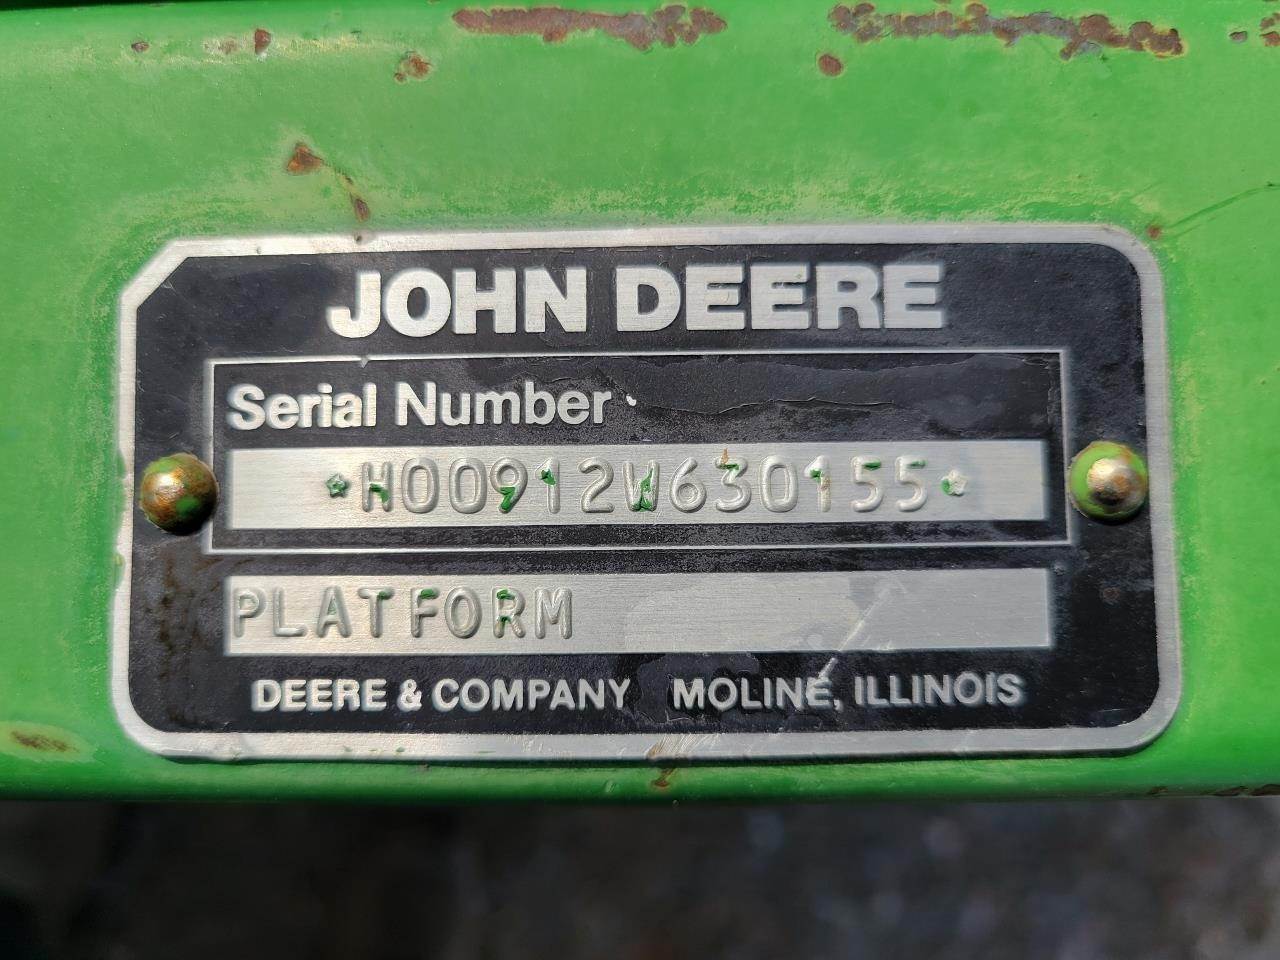 JOHN DEERE
Serial Number
*H00912W630155*
PLATFORM
DEERE & COMPANY MOLINE, ILLINOIS